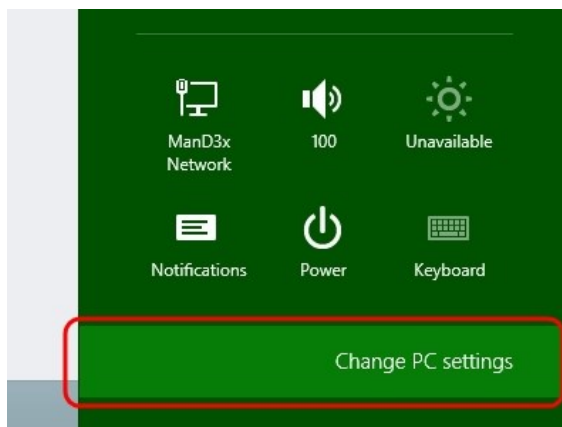 ManD3x
Network
100
Unavailable
Notifications
Power
Keyboard
Change PC settings